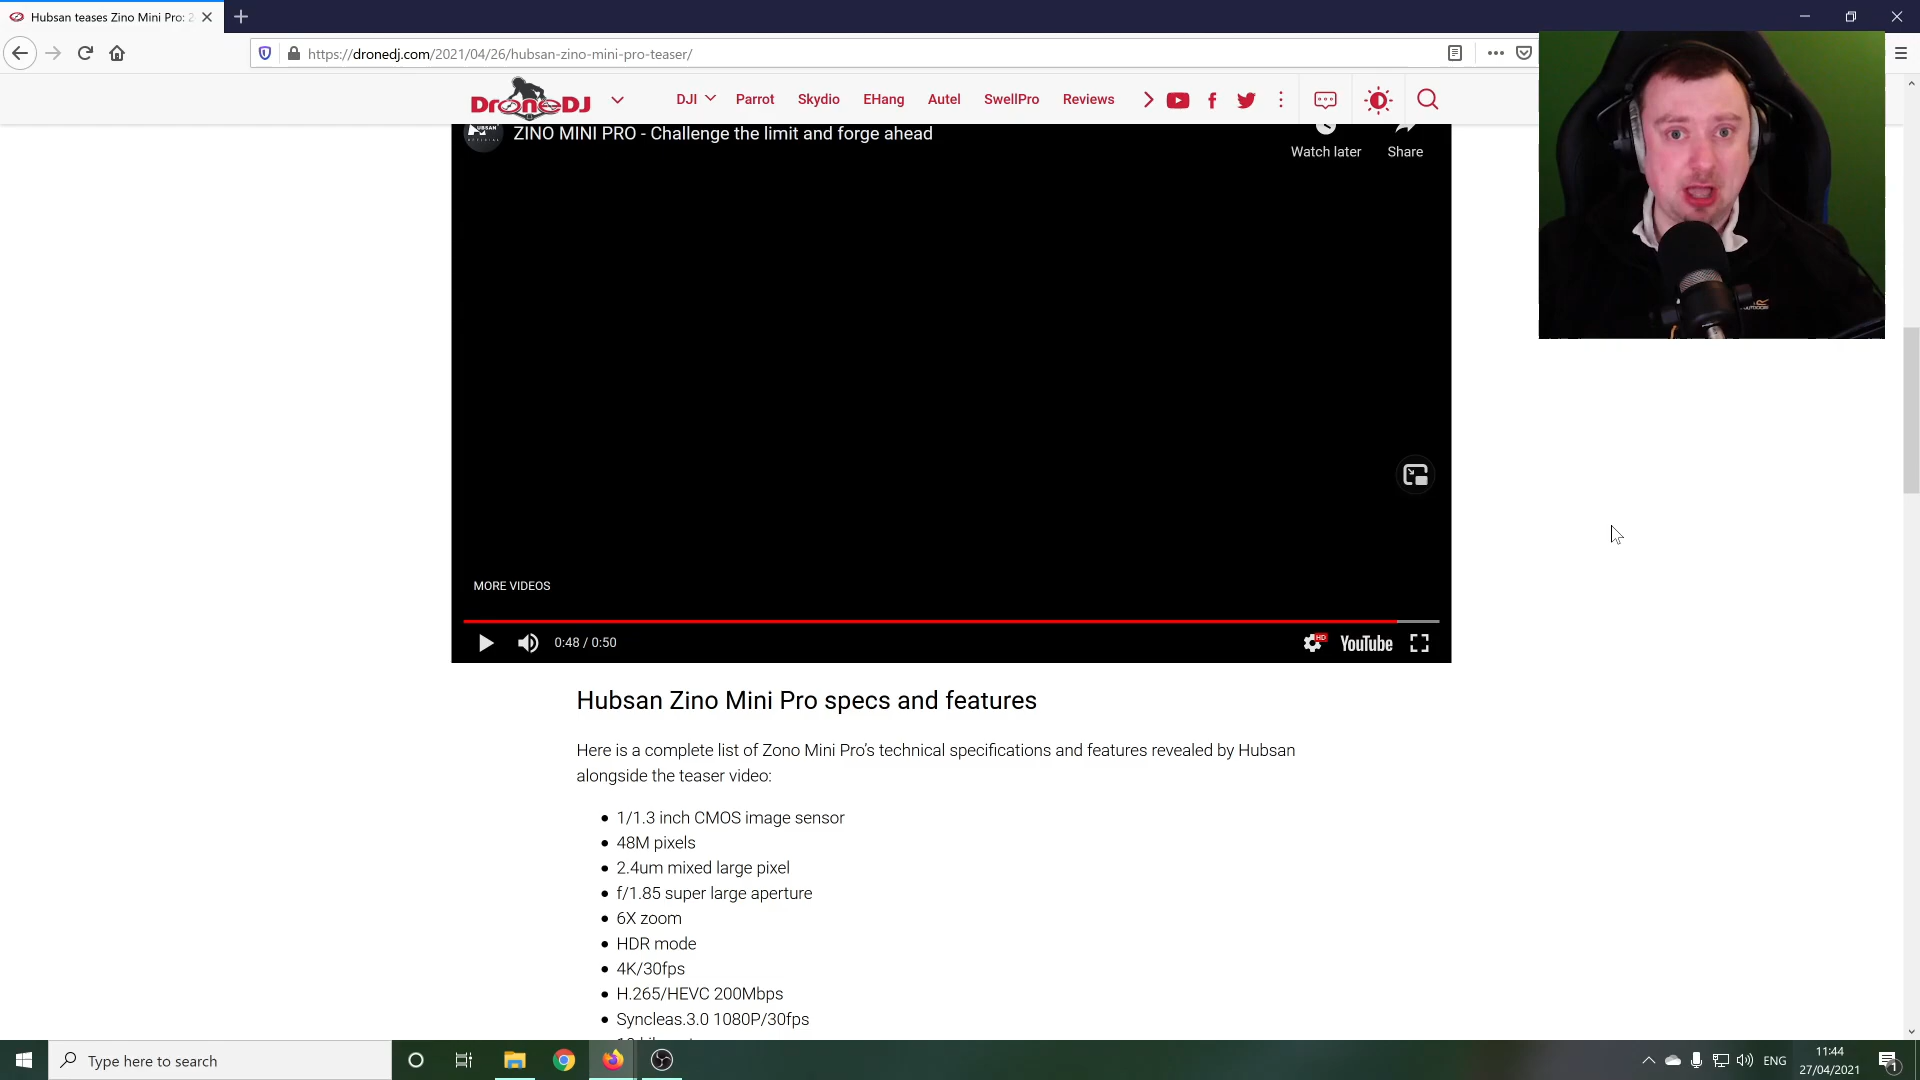 Hubsan teases Zino Mini Pro: 2
https://dronedj.com/2021/04/26/hubsan-zino-mini-pro-teaser/
DRONEDJ
DJI
Parrot
Skydio
EHang
Autel
SwellPro
Reviews
ZINO MINI PRO - Challenge the limit and forge ahead
Watch later
Share
MORE VIDEOS
0:48 / 0:50
HD
YouTube
Hubsan Zino Mini Pro specs and features
Here is a complete list of Zono Mini Pro’s technical specifications and features revealed by Hubsan
alongside the teaser video:
1/1.3 inch CMOS image sensor
48M pixels
2.4um mixed large pixel
f/1.85 super large aperture
6X zoom
HDR mode
4K/30fps
H.265/HEVC 200Mbps
Syncleas.3.0 1080P/30fps
Type here to search
ENG
11:44
27/04/2021
1